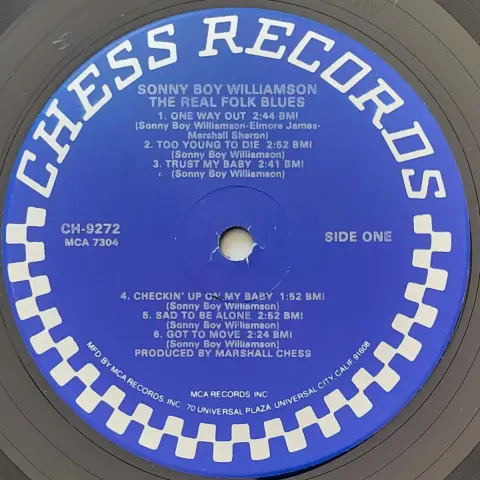 CHESS RECORDS
SONNY BOY WILLIAMSON
THE REAL FOLK BLUES
1. ONE WAY OUT 2:44 BMI
(Sonny Boy Williamson-Elmore James-
Marshall Sheron)
2. TOO YOUNG TO DIE 2:52 BMI
(Sonny Boy Williamson)
3. TRUST MY BABY 2:41 BMI
(Sonny Boy Williamson)
CH-9272
MCA 7304
SIDE ONE
4. CHECKIN' UP ON MY BABY 1:52 BMI
(Sonny Boy Williamson)
5. SAD TO BE ALONE 2:52 BMI
(Sonny Boy Williamson)
6. GOT TO MOVE 2:24 BMI
(Sonny Boy Williamson)
PRODUCED BY MARSHALL CHESS
MCA RECORDS, INC
MFD BY MCA RECORDS, INC. 70 UNIVERSAL PLAZA, UNIVERSAL CITY, CALIF. 91608